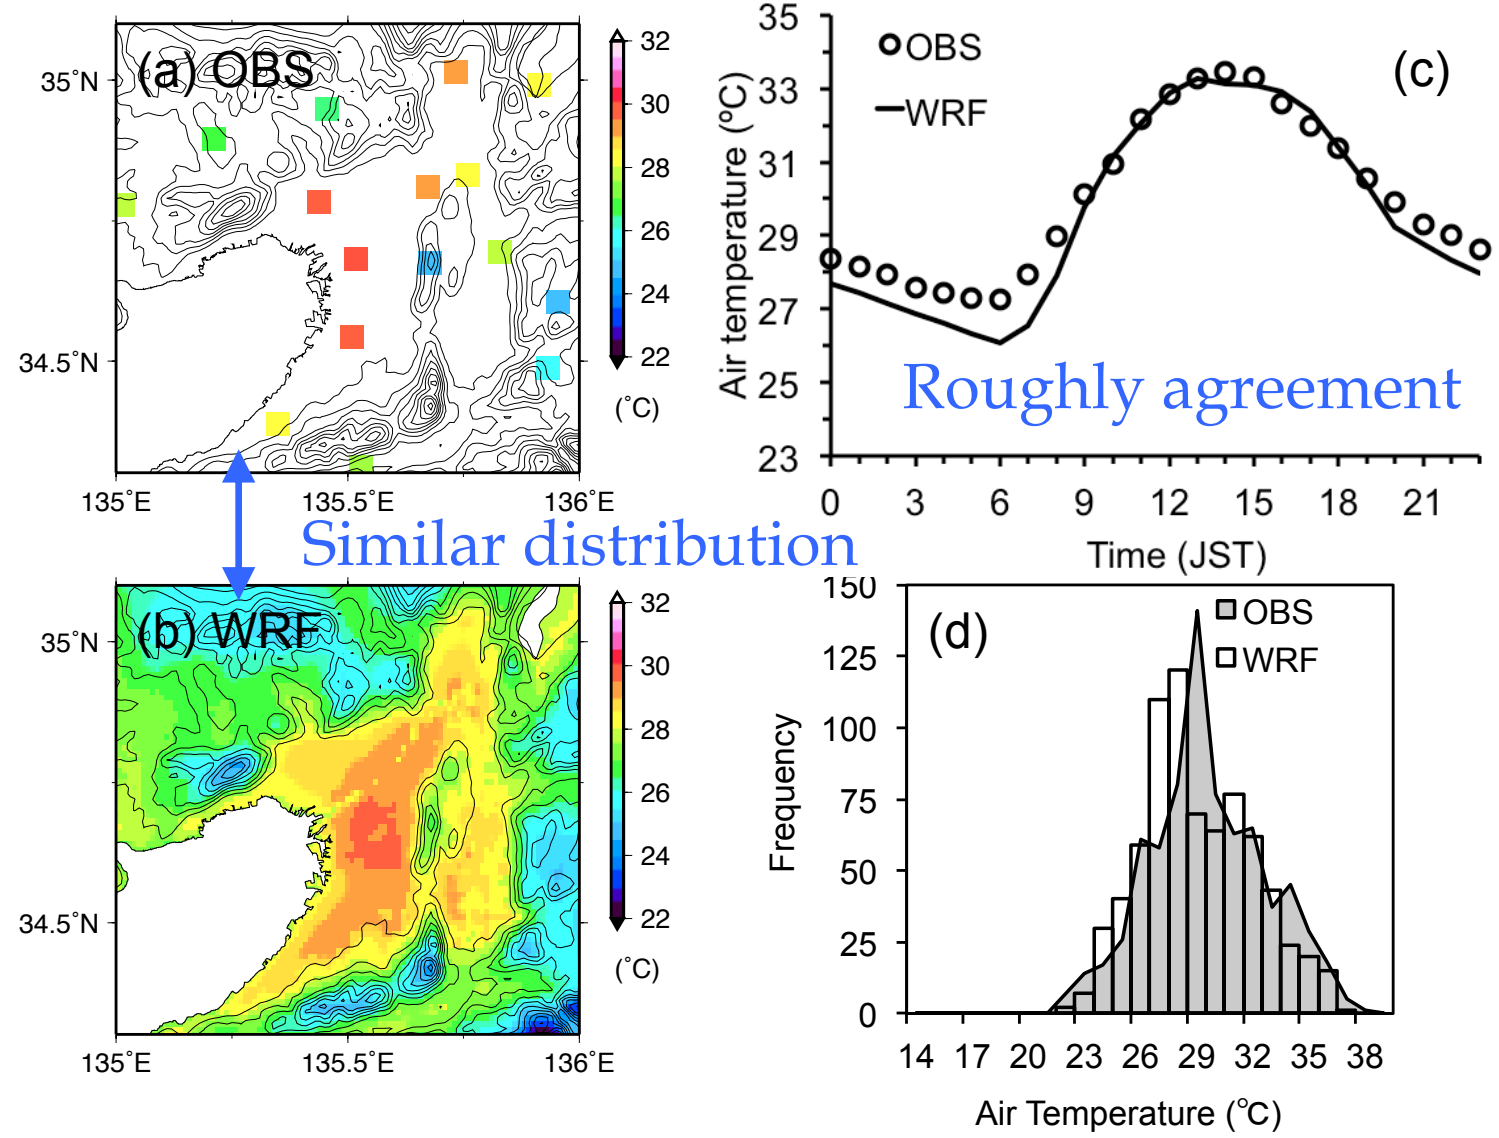 (a) OBS
35°N
34.5°N
135°E
135.5°E
136°E
32
30
28
26
24
22
(°C)
35
33
31
29
27
25
23
Air temperature (ºC)
OBS
WRF
(c)
Roughly agreement
0 3 6 9 12 15 18 21
Time (JST)
Similar distribution
(b) WRF
35°N
34.5°N
135°E
135.5°E
136°E
32
30
28
26
24
22
(°C)
150
125
100
75
50
25
0
Frequency
(d)
OBS
WRF
14 17 20 23 26 29 32 35 38
Air Temperature (℃)